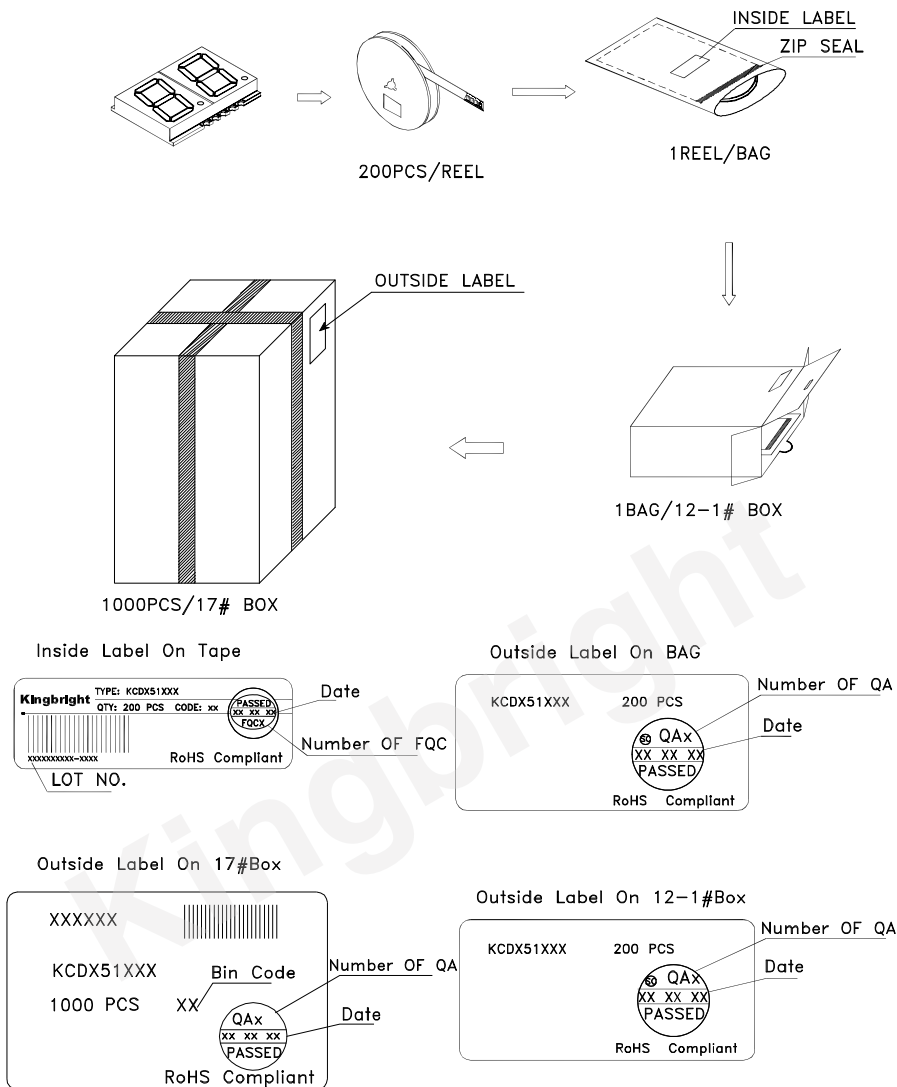 INSIDE LABEL
ZIP SEAL
200PCS/REEL
1REEL/BAG
OUTSIDE LABEL
1BAG/12-1# BOX
1000PCS/17# BOX
Inside Label On Tape
Kingbright
TYPE: KCDX51XXX
QTY: 200 PCS CODE: xx
PASSED
xx xx xx
FQCX
Date
Number OF FQC
xxxxxxxxxx-xxxx
RoHS Compliant
LOT NO.
Outside Label On BAG
KCDX51XXX 200 PCS
SQ QAx
XX XX XX
PASSED
Number OF QA
Date
RoHS Compliant
Outside Label On 17#Box
XXXXXX
KCDX51XXX
Bin Code
1000 PCS XX
QAx
xx xx xx
PASSED
Number OF QA
Date
RoHS Compliant
Outside Label On 12-1#Box
KCDX51XXX 200 PCS
SQ QAx
XX XX XX
PASSED
Number OF QA
Date
RoHS Compliant
Kingbright